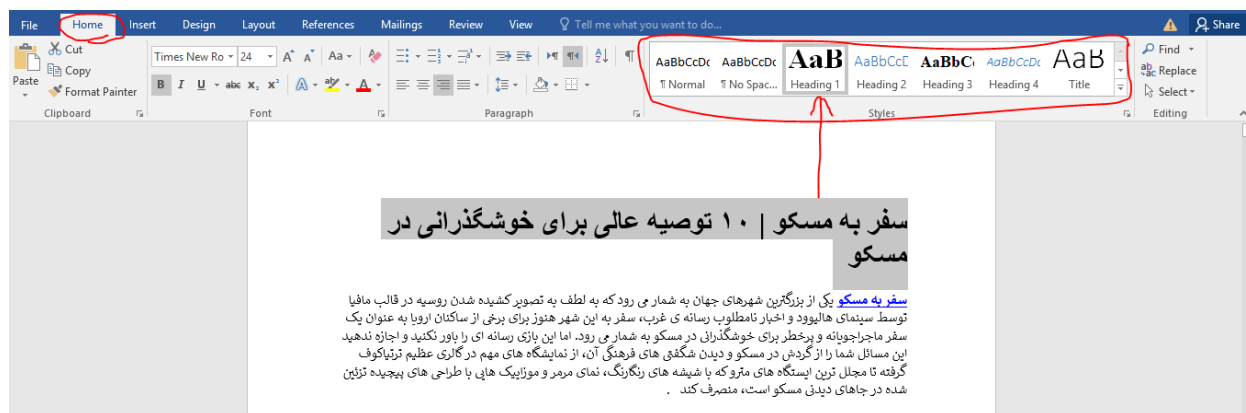 File Home Insert Design Layout References Mailings Review View Tell me what you want to do... Share
Cut
Copy
Format Painter
Paste
Times New Ro 24
Aa
B I U abc X₂ X²
A
Clipboard Font Paragraph Styles Editing
AaBbCcDc AaBbCcDc AaB AaBbCcC AaBbC AaBbCcDc AaB
¶ Normal ¶ No Spac... Heading 1 Heading 2 Heading 3 Heading 4 Title
Find
Replace
Select
سفر به مسکو | ۱۰ توصیه عالی برای خوشگذرانی در
مسکو
سفر به مسکو یکی از بزرگترین شهرهای جهان به شمار می رود که به لطف به تصویر کشیده شدن روسیه در قالب مافیا
توسط سینمای هالیوود و اخبار نامطلوب رسانه ی غرب، سفر به این شهر هنوز برای برخی از ساکنان اروپا به عنوان یک
سفر ماجراجویانه و پرخطر برای خوشگذرانی در مسکو به شمار می رود. اما این بازی رسانه ای را باور نکنید و اجازه ندهید
این مسائل شما را از گردش در مسکو و دیدن شگفتی های فرهنگی آن، از نمایشگاه های مهم در گالری عظیم ترتیاکوف
گرفته تا مجلل ترین ایستگاه های مترو که با شیشه های رنگارنگ، نمای مرمر و موزاییک هایی با طراحی های پیچیده تزئین
شده در جاهای دیدنی مسکو است، منصرف کند .